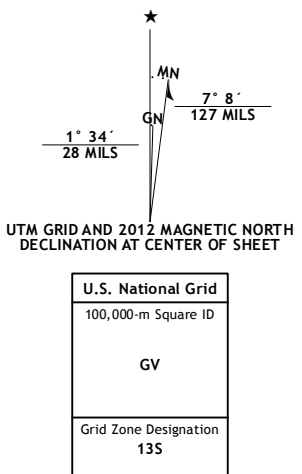 ★
MN
GN
7° 8´
127 MILS
1° 34´
28 MILS
UTM GRID AND 2012 MAGNETIC NORTH
DECLINATION AT CENTER OF SHEET
U.S. National Grid
100,000-m Square ID
GV
Grid Zone Designation
13S